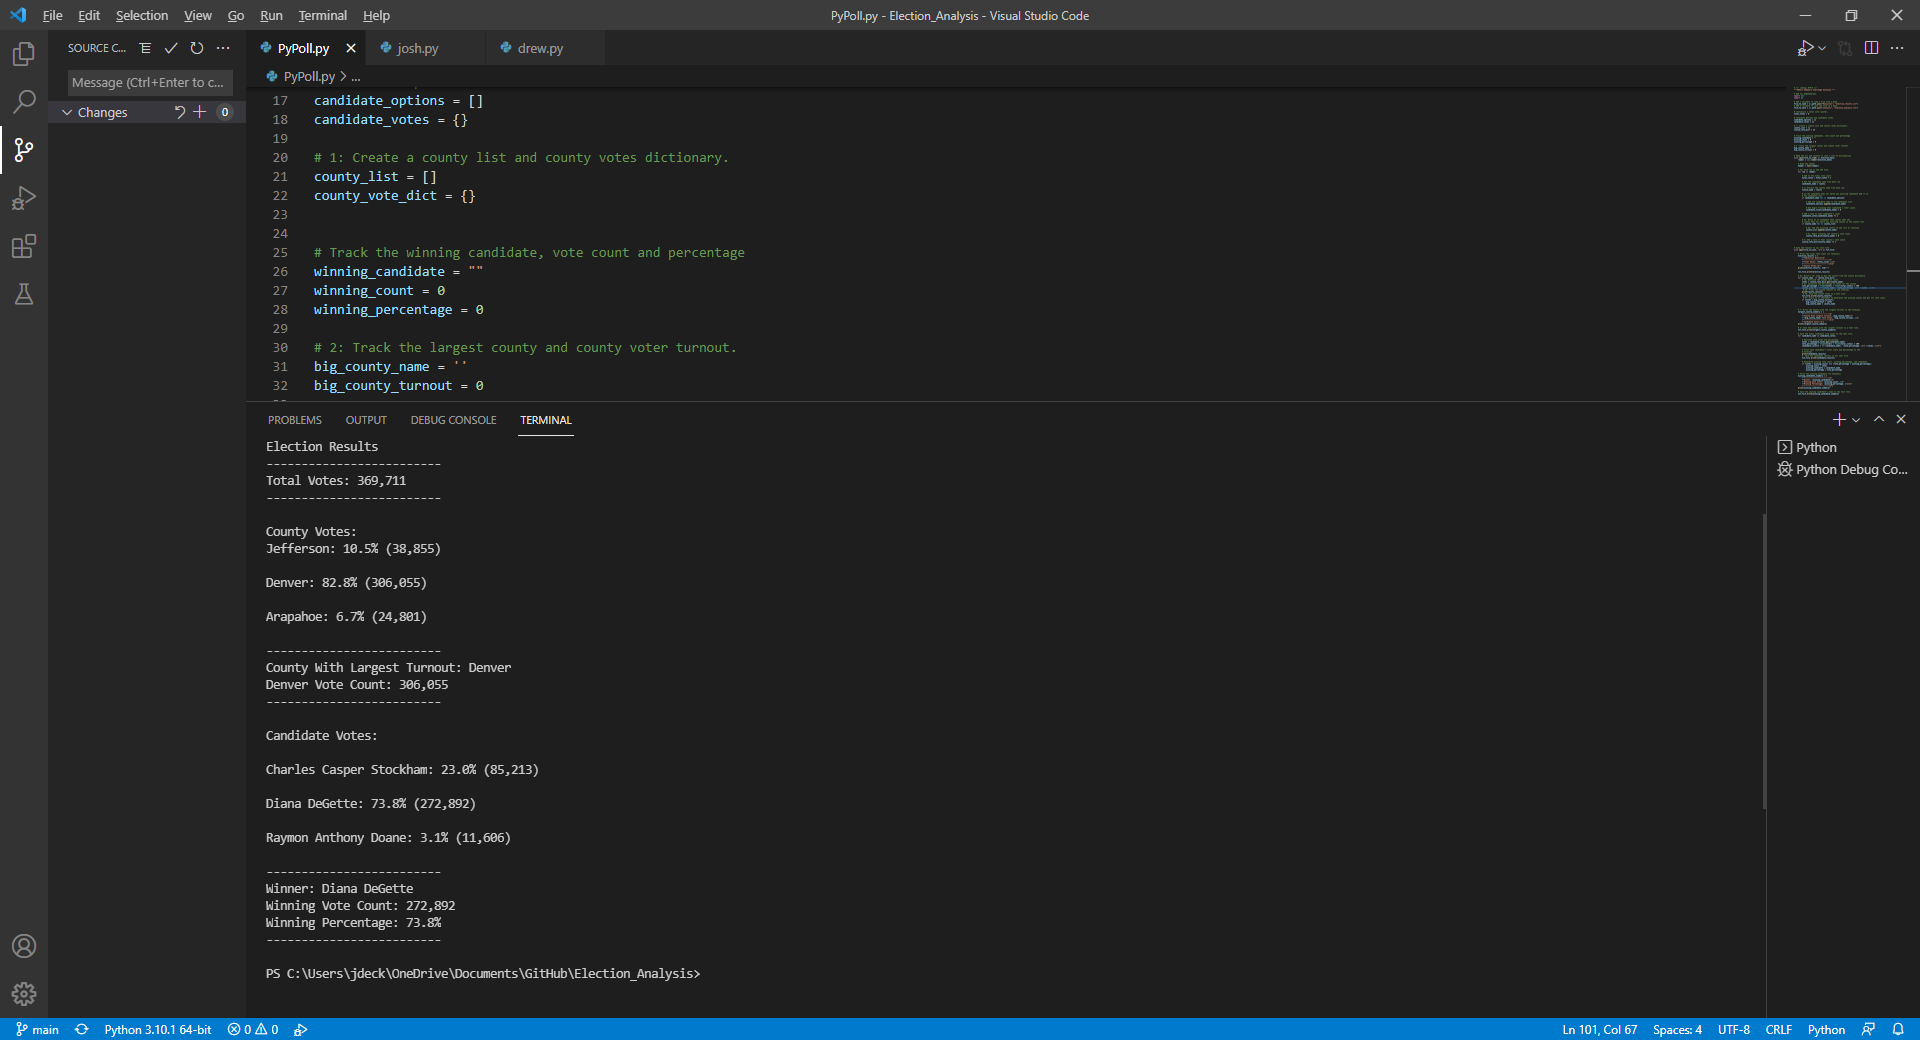 File Edit Selection View Go Run Terminal Help
PyPoll.py - Election_Analysis - Visual Studio Code
SOURCE C...
PyPoll.py josh.py drew.py
Message (Ctrl+Enter to c...
PyPoll.py > ...
Changes 0
17 candidate_options = []
18 candidate_votes = {}
19
20 # 1: Create a county list and county votes dictionary.
21 county_list = []
22 county_vote_dict = {}
23
24
25 # Track the winning candidate, vote count and percentage
26 winning_candidate = ""
27 winning_count = 0
28 winning_percentage = 0
29
30 # 2: Track the largest county and county voter turnout.
31 big_county_name = ''
32 big_county_turnout = 0
PROBLEMS OUTPUT DEBUG CONSOLE TERMINAL
Election Results
-------------------------
Total Votes: 369,711
-------------------------
County Votes:
Jefferson: 10.5% (38,855)
Denver: 82.8% (306,055)
Arapahoe: 6.7% (24,801)
-------------------------
County With Largest Turnout: Denver
Denver Vote Count: 306,055
-------------------------
Candidate Votes:
Charles Casper Stockham: 23.0% (85,213)
Diana DeGette: 73.8% (272,892)
Raymon Anthony Doane: 3.1% (11,606)
-------------------------
Winner: Diana DeGette
Winning Vote Count: 272,892
Winning Percentage: 73.8%
-------------------------
PS C:\Users\jdeck\OneDrive\Documents\GitHub\Election_Analysis>
Python
Python Debug Co...
main Python 3.10.1 64-bit 0 0 Ln 101, Col 67 Spaces: 4 UTF-8 CRLF Python